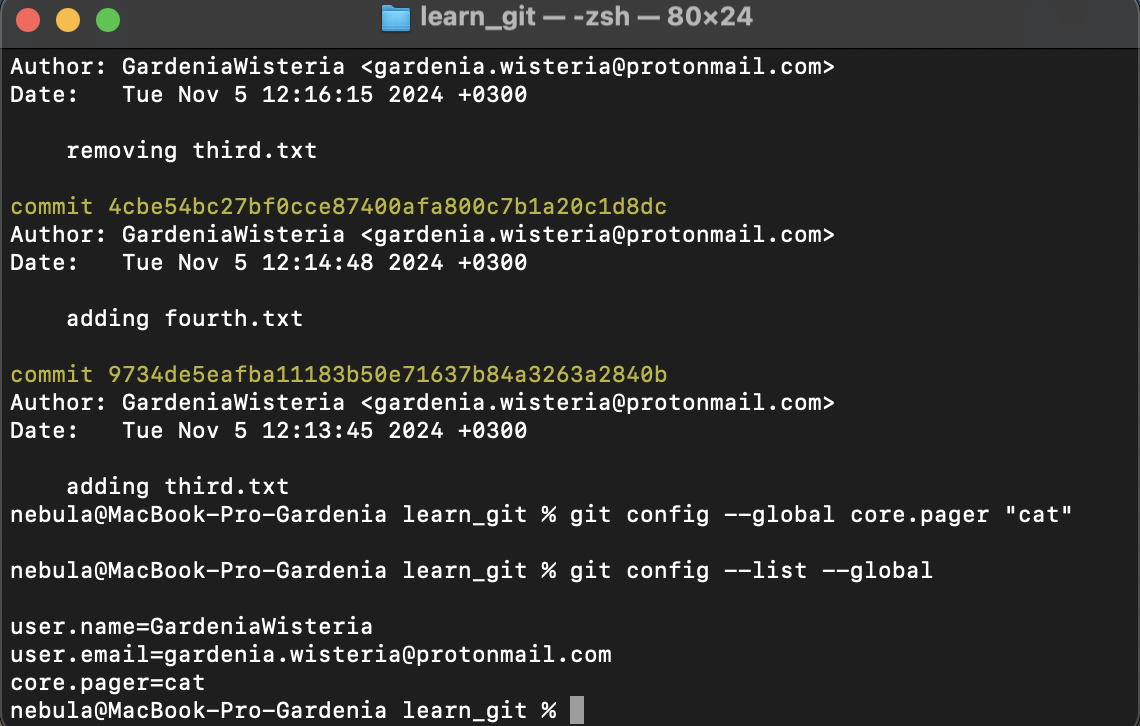 learn_git — -zsh — 80×24
Author: GardeniaWisteria <gardenia.wisteria@protonmail.com>
Date:   Tue Nov 5 12:16:15 2024 +0300
    removing third.txt
commit 4cbe54bc27bf0cce87400afa800c7b1a20c1d8dc
Author: GardeniaWisteria <gardenia.wisteria@protonmail.com>
Date:   Tue Nov 5 12:14:48 2024 +0300
    adding fourth.txt
commit 9734de5eafba11183b50e71637b84a3263a2840b
Author: GardeniaWisteria <gardenia.wisteria@protonmail.com>
Date:   Tue Nov 5 12:13:45 2024 +0300
    adding third.txt
nebula@MacBook-Pro-Gardenia learn_git % git config --global core.pager "cat"
nebula@MacBook-Pro-Gardenia learn_git % git config --list --global
user.name=GardeniaWisteria
user.email=gardenia.wisteria@protonmail.com
core.pager=cat
nebula@MacBook-Pro-Gardenia learn_git %